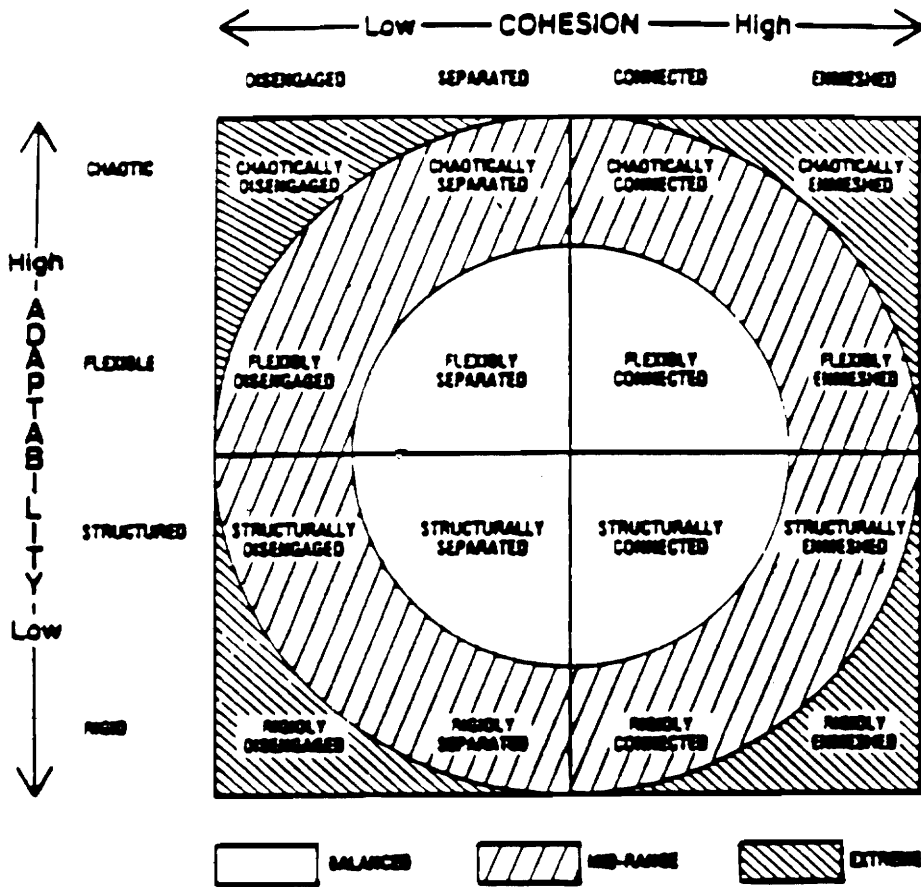 Low — COHESION — High
DISENGAGED SEPARATED CONNECTED ENMESHED
CHAOTIC
CHAOTICALLY DISENGAGED
CHAOTICALLY SEPARATED
CHAOTICALLY CONNECTED
CHAOTICALLY ENMESHED
High - ADAPTABILITY - Low
FLEXIBLE
FLEXIBLY DISENGAGED
FLEXIBLY SEPARATED
FLEXIBLY CONNECTED
FLEXIBLY ENMESHED
STRUCTURED
STRUCTURALLY DISENGAGED
STRUCTURALLY SEPARATED
STRUCTURALLY CONNECTED
STRUCTURALLY ENMESHED
RIGID
RIGIDLY DISENGAGED
RIGIDLY SEPARATED
RIGIDLY CONNECTED
RIGIDLY ENMESHED
BALANCED MID-RANGE EXTREME